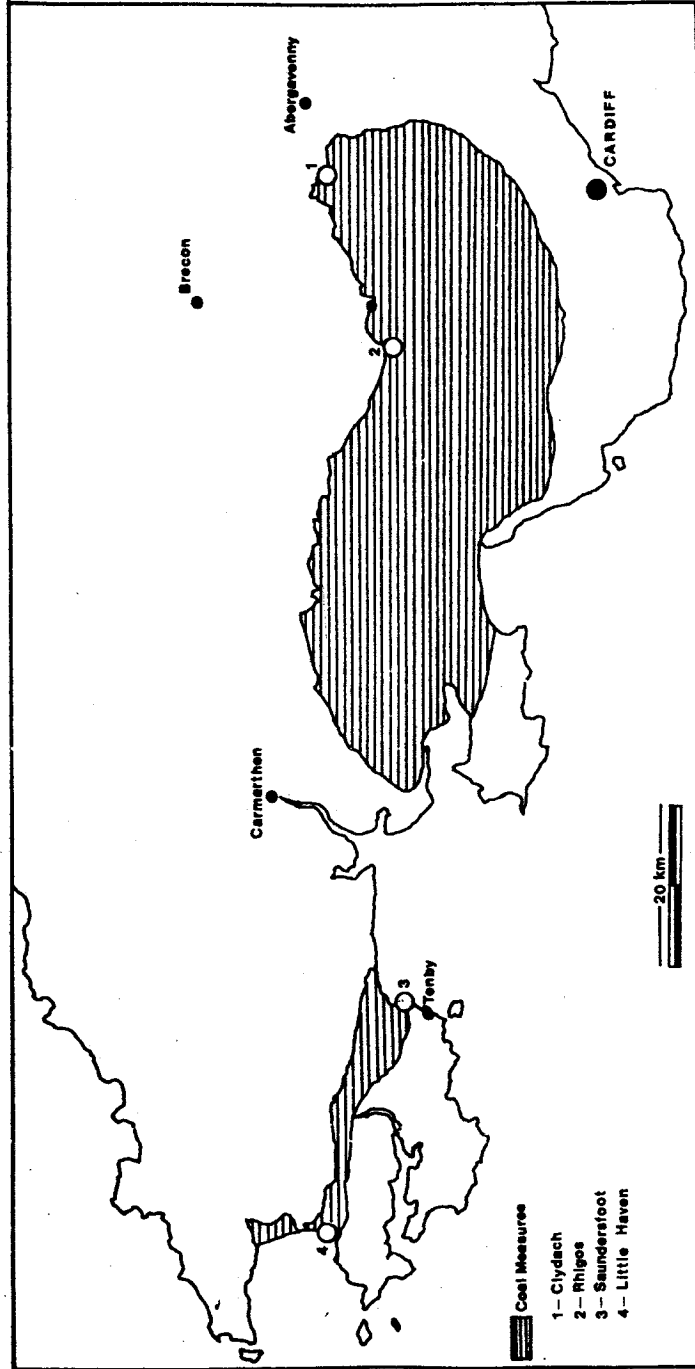 Brecon
Abergavenny
1
2
Carmarthen
CARDIFF
3
Tenby
4
20 km
Coal Measures
1– Clydach
2– Rhigos
3– Saundersfoot
4– Little Haven